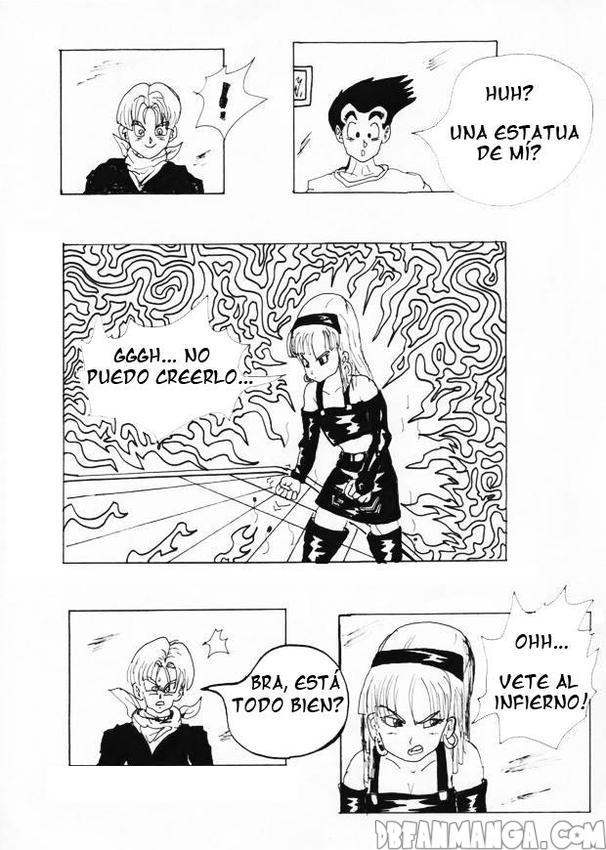 !
HUH?
UNA ESTATUA
DE MÍ?
GGGH... NO
PUEDO CREERLO...
BRA, ESTÁ
TODO BIEN?
OHH...
VETE AL
INFIERNO!
DBFANMANGA.COM